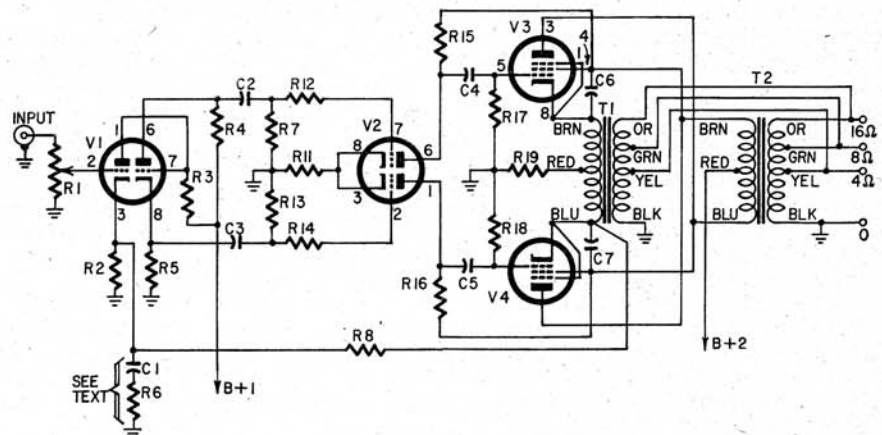 INPUT
R1
V1
1
6
2
7
3
8
R2
R5
R3
R4
C2
C3
R12
R7
R11
R13
R14
V2
7
8
6
3
1
2
R15
R16
C4
C5
R17
R18
R19
V3
3
4
1
5
8
C6
C7
V4
T1
BRN
RED
BLU
OR
GRN
YEL
BLK
T2
BRN
RED
BLU
OR
GRN
YEL
BLK
16Ω
8Ω
4Ω
0
R8
SEE
TEXT
C1
R6
B+1
B+2